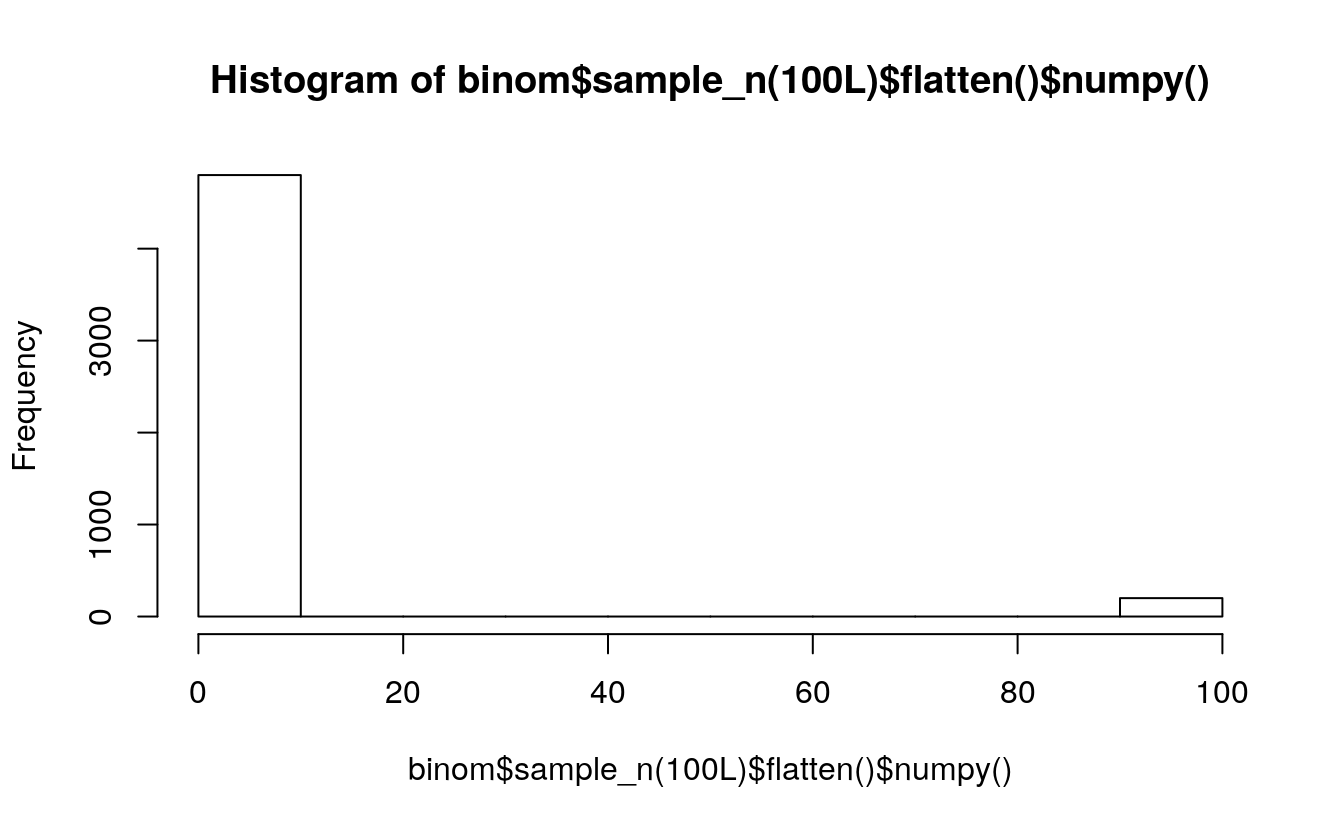 Histogram of binom$sample_n(100L)$flatten()$numpy()
Frequency
3000
1000
0
0 20 40 60 80 100
binom$sample_n(100L)$flatten()$numpy()